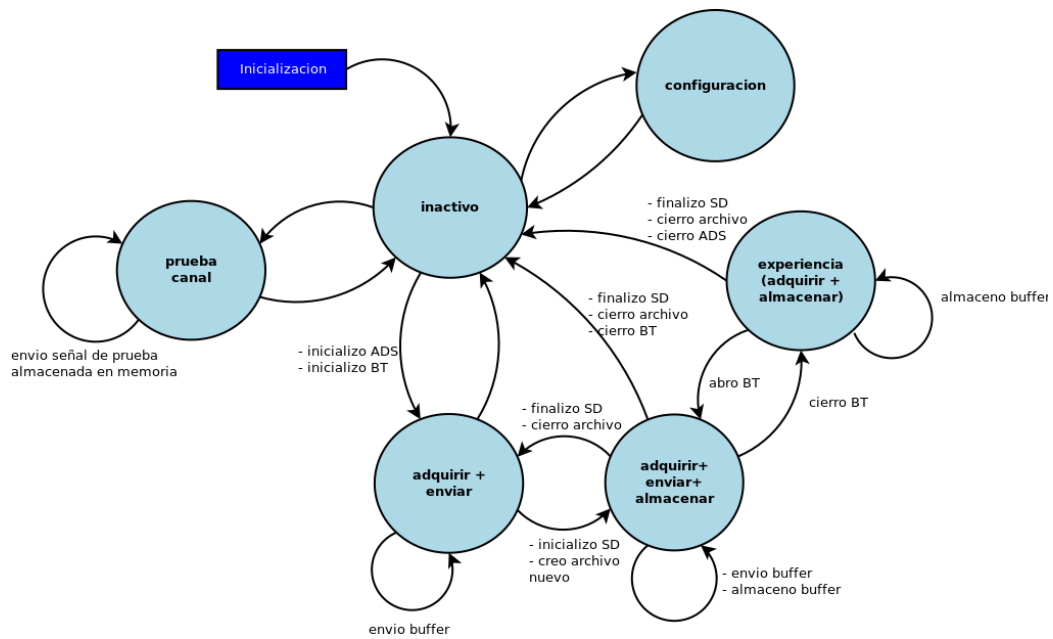 Inicializacion
configuracion
inactivo
- finalizo SD
- cierro archivo
- cierro ADS
prueba
canal
experiencia
(adquirir +
almacenar)
almaceno buffer
- finalizo SD
- cierro archivo
- cierro BT
envio señal de prueba
almacenada en memoria
- inicializo ADS
- inicializo BT
abro BT
cierro BT
- finalizo SD
- cierro archivo
adquirir +
enviar
adquirir+
enviar+
almacenar
- inicializo SD
- creo archivo
nuevo
- envio buffer
- almaceno buffer
envio buffer